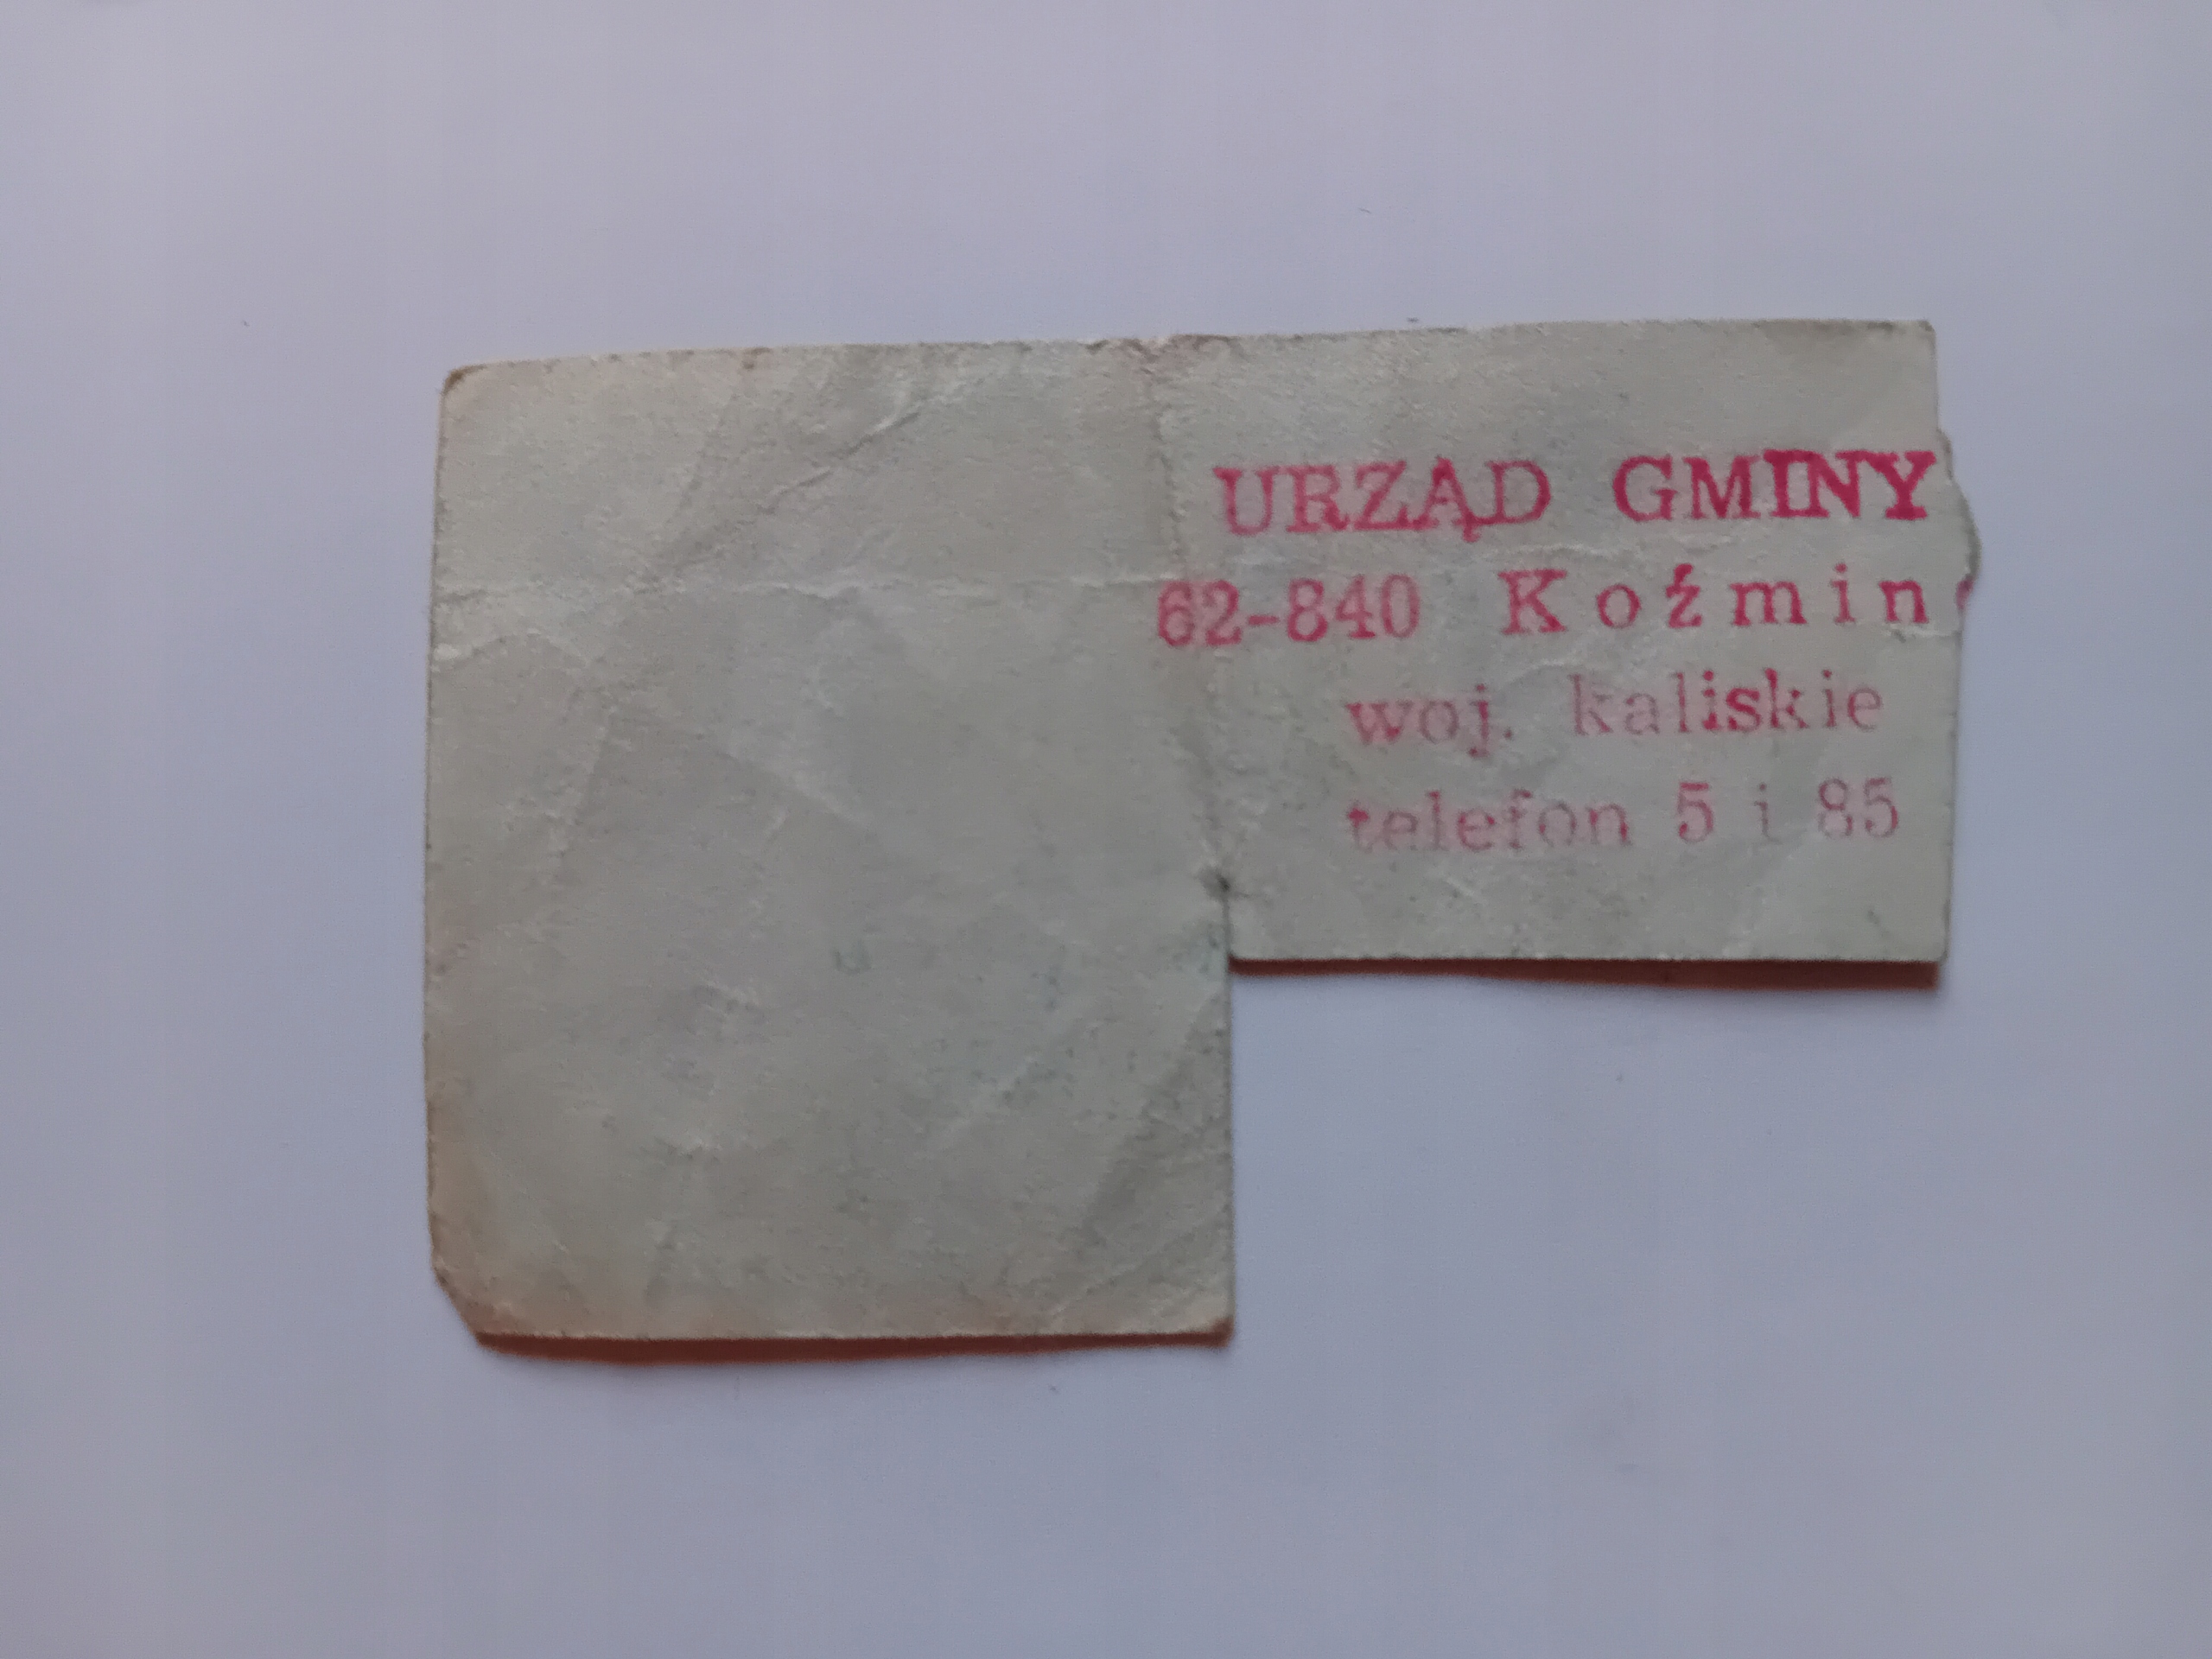 URZĄD GMINY
62-840 Koźmin
woj. kaliskie
telefon 5 i 85